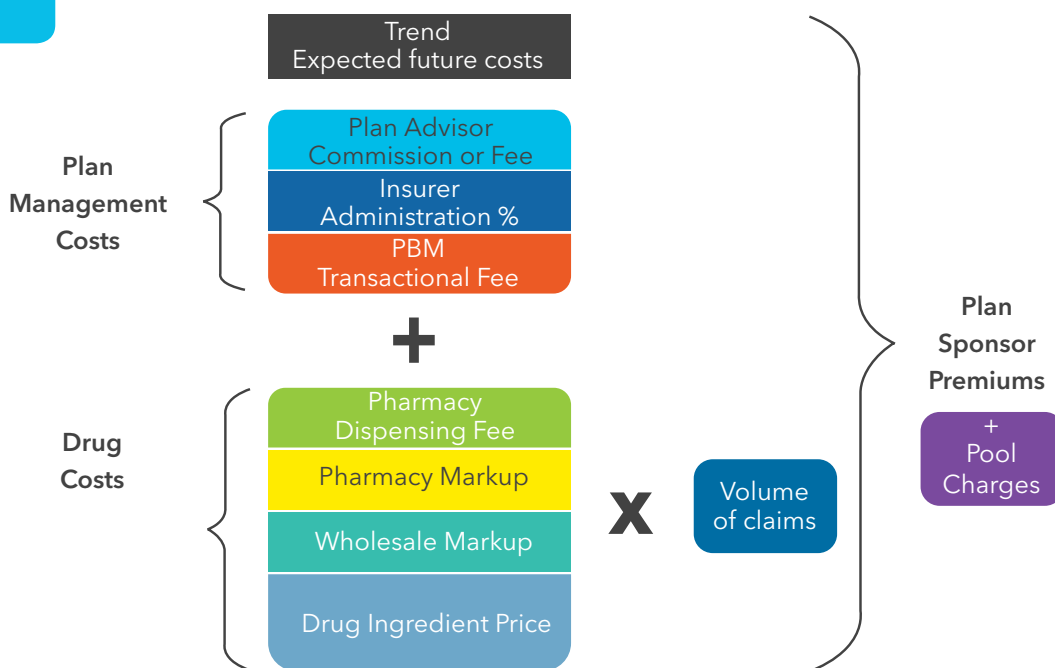 Trend
Expected future costs
Plan
Management
Costs
Plan Advisor
Commission or Fee
Insurer
Administration %
PBM
Transactional Fee
+
Drug
Costs
Pharmacy
Dispensing Fee
Pharmacy Markup
Wholesale Markup
Drug Ingredient Price
X
Volume
of claims
Plan
Sponsor
Premiums
+
Pool
Charges